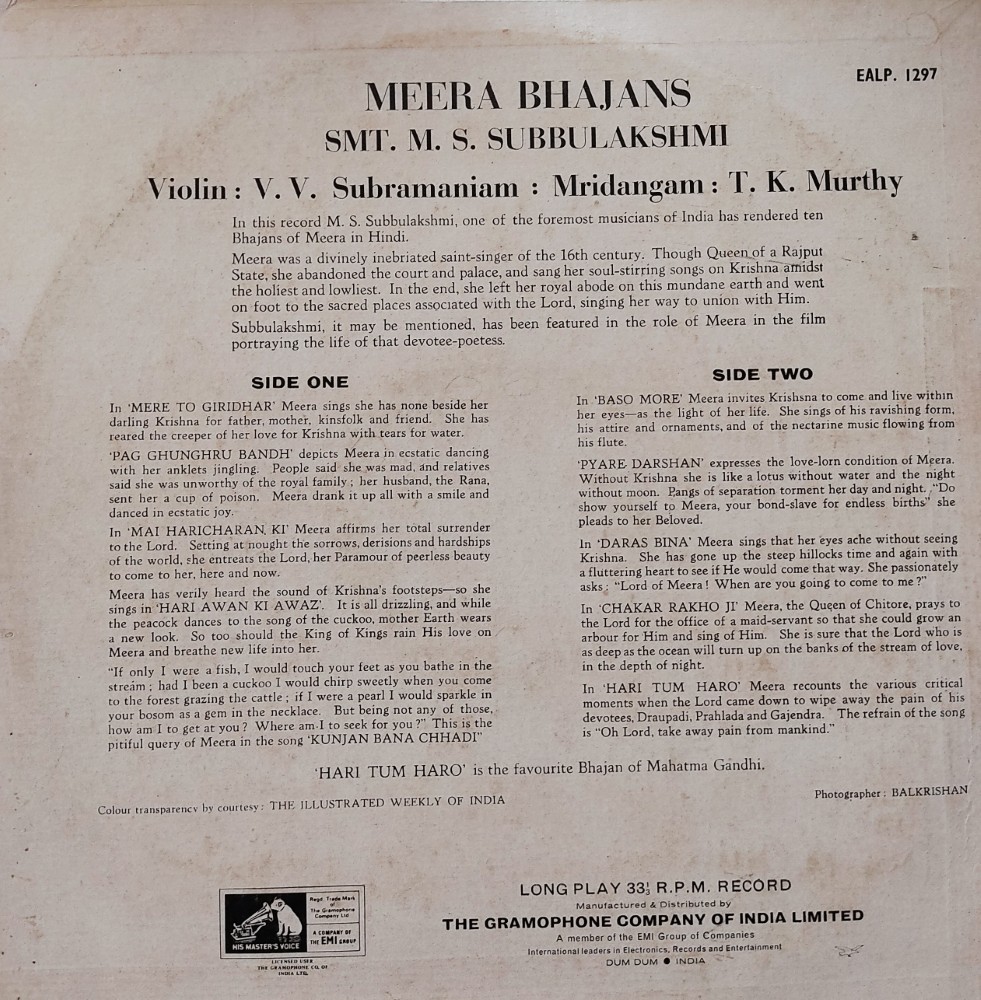 EALP. 1297
MEERA BHAJANS
SMT. M. S. SUBBULAKSHMI
Violin : V. V. Subramaniam : Mridangam : T. K. Murthy
In this record M. S. Subbulakshmi, one of the foremost musicians of India has rendered ten
Bhajans of Meera in Hindi.
Meera was a divinely inebriated saint-singer of the 16th century. Though Queen of a Rajput
State, she abandoned the court and palace, and sang her soul-stirring songs on Krishna amidst
the holiest and lowliest. In the end, she left her royal abode on this mundane earth and went
on foot to the sacred places associated with the Lord, singing her way to union with Him.
Subbulakshmi, it may be mentioned, has been featured in the role of Meera in the film
portraying the life of that devotee-poetess.
SIDE ONE
In 'MERE TO GIRIDHAR' Meera sings she has none beside her
darling Krishna for father, mother, kinsfolk and friend. She has
reared the creeper of her love for Krishna with tears for water.
'PAG GHUNGHRU BANDH' depicts Meera in ecstatic dancing
with her anklets jingling. People said she was mad, and relatives
said she was unworthy of the royal family ; her husband, the Rana,
sent her a cup of poison. Meera drank it up all with a smile and
danced in ecstatic joy.
In 'MAI HARICHARAN KI' Meera affirms her total surrender
to the Lord. Setting at nought the sorrows, derisions and hardships
of the world, she entreats the Lord, her Paramour of peerless beauty
to come to her, here and now.
Meera has verily heard the sound of Krishna's footsteps—so she
sings in 'HARI AWAN KI AWAZ'. It is all drizzling, and while
the peacock dances to the song of the cuckoo, mother Earth wears
a new look. So too should the King of Kings rain His love on
Meera and breathe new life into her.
"If only I were a fish, I would touch your feet as you bathe in the
stream ; had I been a cuckoo I would chirp sweetly when you come
to the forest grazing the cattle ; if I were a pearl I would sparkle in
your bosom as a gem in the necklace. But being not any of those,
how am I to get at you ? Where am I to seek for you ?" This is the
pitiful query of Meera in the song 'KUNJAN BANA CHHADI"
SIDE TWO
In 'BASO MORE' Meera invites Krishsna to come and live within
her eyes—as the light of her life. She sings of his ravishing form,
his attire and ornaments, and of the nectarine music flowing from
his flute.
'PYARE DARSHAN' expresses the love-lorn condition of Meera.
Without Krishna she is like a lotus without water and the night
without moon. Pangs of separation torment her day and night. "Do
show yourself to Meera, your bond-slave for endless births" she
pleads to her Beloved.
In 'DARAS BINA' Meera sings that her eyes ache without seeing
Krishna. She has gone up the steep hillocks time and again with
a fluttering heart to see if He would come that way. She passionately
asks : "Lord of Meera ! When are you going to come to me ?"
In 'CHAKAR RAKHO JI' Meera, the Queen of Chitore, prays to
the Lord for the office of a maid-servant so that she could grow an
arbour for Him and sing of Him. She is sure that the Lord who is
as deep as the ocean will turn up on the banks of the stream of love,
in the depth of night.
In 'HARI TUM HARO' Meera recounts the various critical
moments when the Lord came down to wipe away the pain of his
devotees, Draupadi, Prahlada and Gajendra. The refrain of the song
is "Oh Lord, take away pain from mankind."
'HARI TUM HARO' is the favourite Bhajan of Mahatma Gandhi.
Colour transparency by courtesy : THE ILLUSTRATED WEEKLY OF INDIA
Photographer : BALKRISHAN
HIS MASTER'S VOICE
Regd. Trade Mark
of
The Gramophone
Company Ltd
A COMPANY OF
THE EMI GROUP
LICENSED USER
THE GRAMOPHONE CO. OF
INDIA LTD.
LONG PLAY 33⅓ R.P.M. RECORD
Manufactured & Distributed by
THE GRAMOPHONE COMPANY OF INDIA LIMITED
A member of the EMI Group of Companies
International leaders in Electronics, Records and Entertainment
DUM DUM ● INDIA